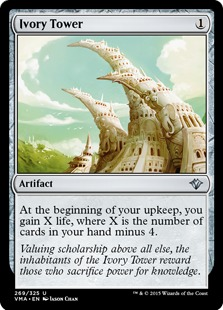 Ivory Tower 1
Artifact
At the beginning of your upkeep, you
gain X life, where X is the number of
cards in your hand minus 4.
Valuing scholarship above all else, the
inhabitants of the Ivory Tower reward
those who sacrifice power for knowledge.
269/325 U
VMA • EN Jason Chan ™ & © 2015 Wizards of the Coast